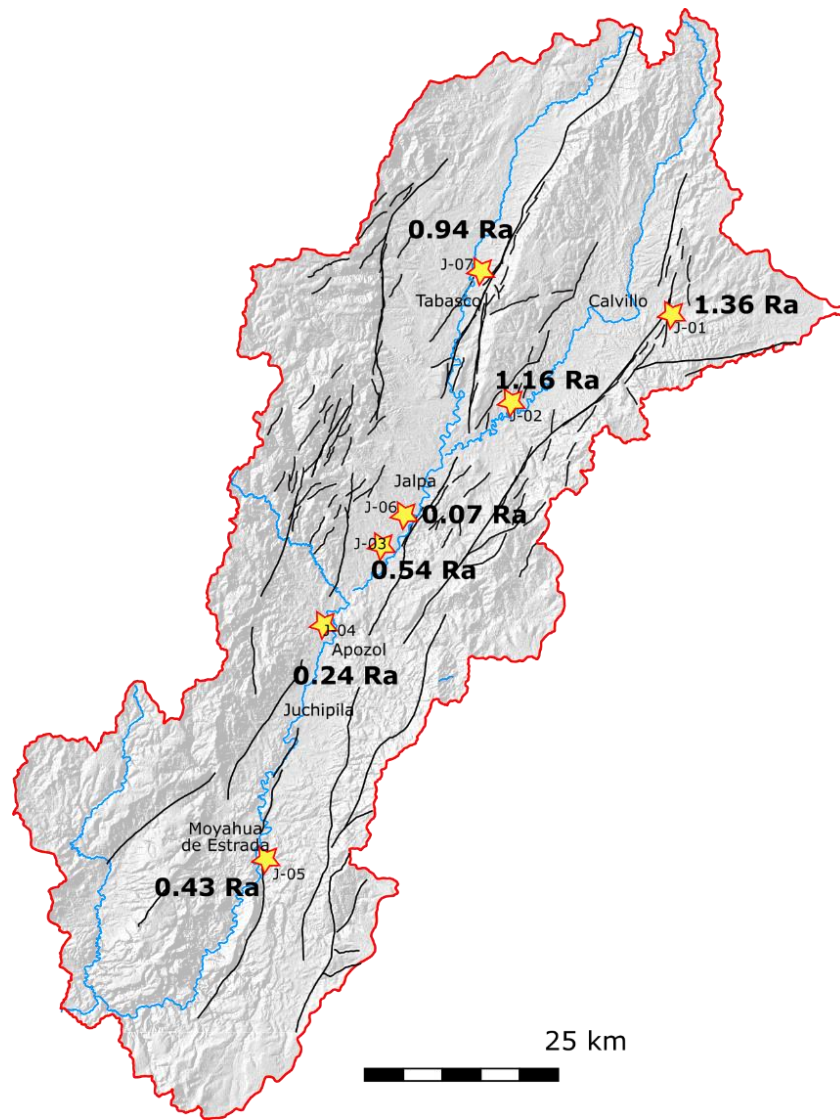 0.94 Ra
J-07
Tabasco
Calvillo
1.36 Ra
J-01
1.16 Ra
J-02
Jalpa
J-06
0.07 Ra
J-03
0.54 Ra
J-04
Apozol
0.24 Ra
Juchipila
Moyahua
de Estrada
J-05
0.43 Ra
25 km